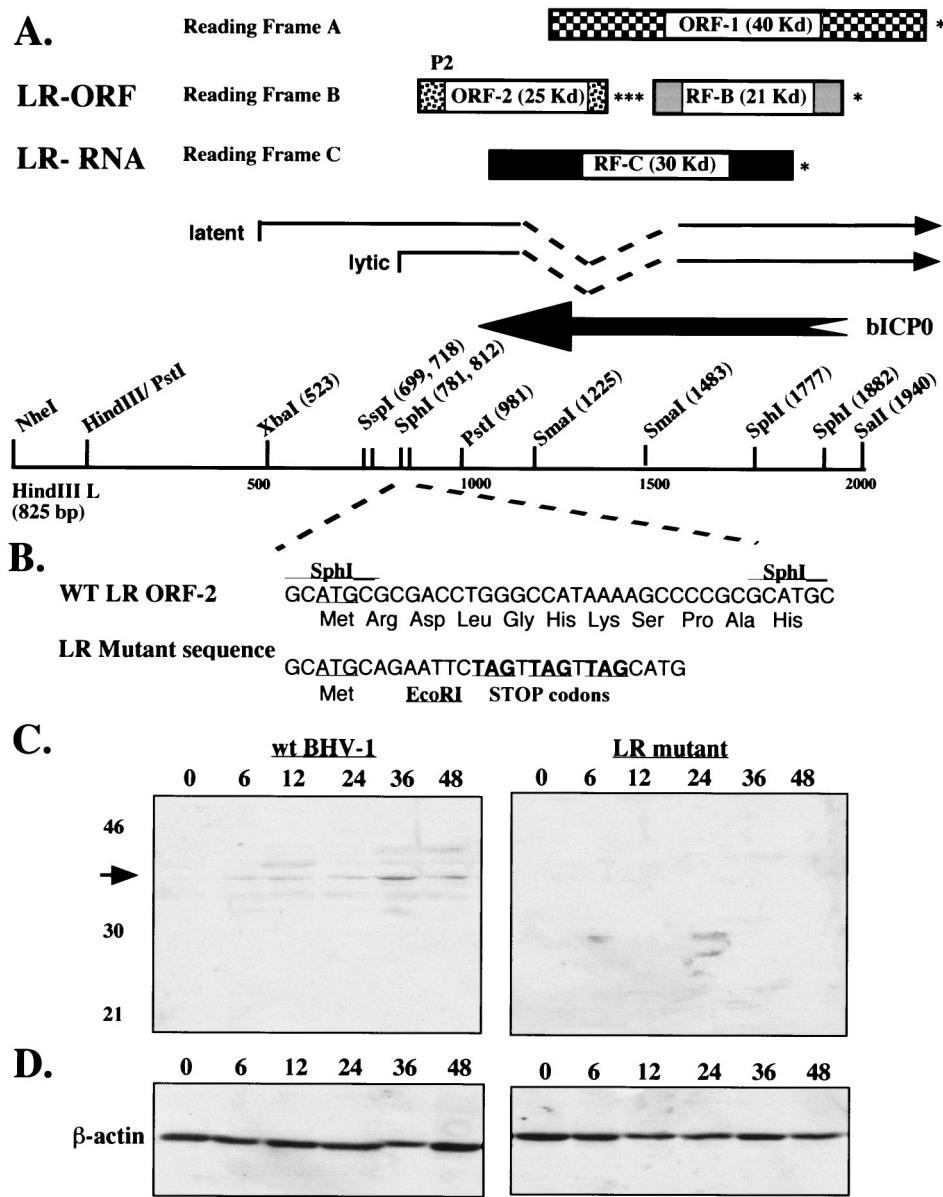 A.
Reading Frame A
ORF-1 (40 Kd)
*
P2
LR-ORF
Reading Frame B
ORF-2 (25 Kd)
***
RF-B (21 Kd)
*
LR- RNA
Reading Frame C
RF-C (30 Kd)
*
latent
lytic
bICP0
NheI
HindIII/ PstI
XbaI (523)
SspI (699, 718)
SphI (781, 812)
PstI (981)
SmaI (1225)
SmaI (1483)
SphI (1777)
SphI (1882)
SalI (1940)
HindIII L
(825 bp)
500
1000
1500
2000
B.
SphI
SphI
WT LR ORF-2
GCATGCGCGACCTGGGCCATAAAAGCCCCGCGCATGC
Met Arg Asp Leu Gly His Lys Ser Pro Ala His
LR Mutant sequence
GCATGCAGAATTCTAGTTAGTTAGCATG
Met
EcoRI
STOP codons
C.
wt BHV-1
LR mutant
0 6 12 24 36 48
0 6 12 24 36 48
46
30
21
D.
0 6 12 24 36 48
0 6 12 24 36 48
β-actin